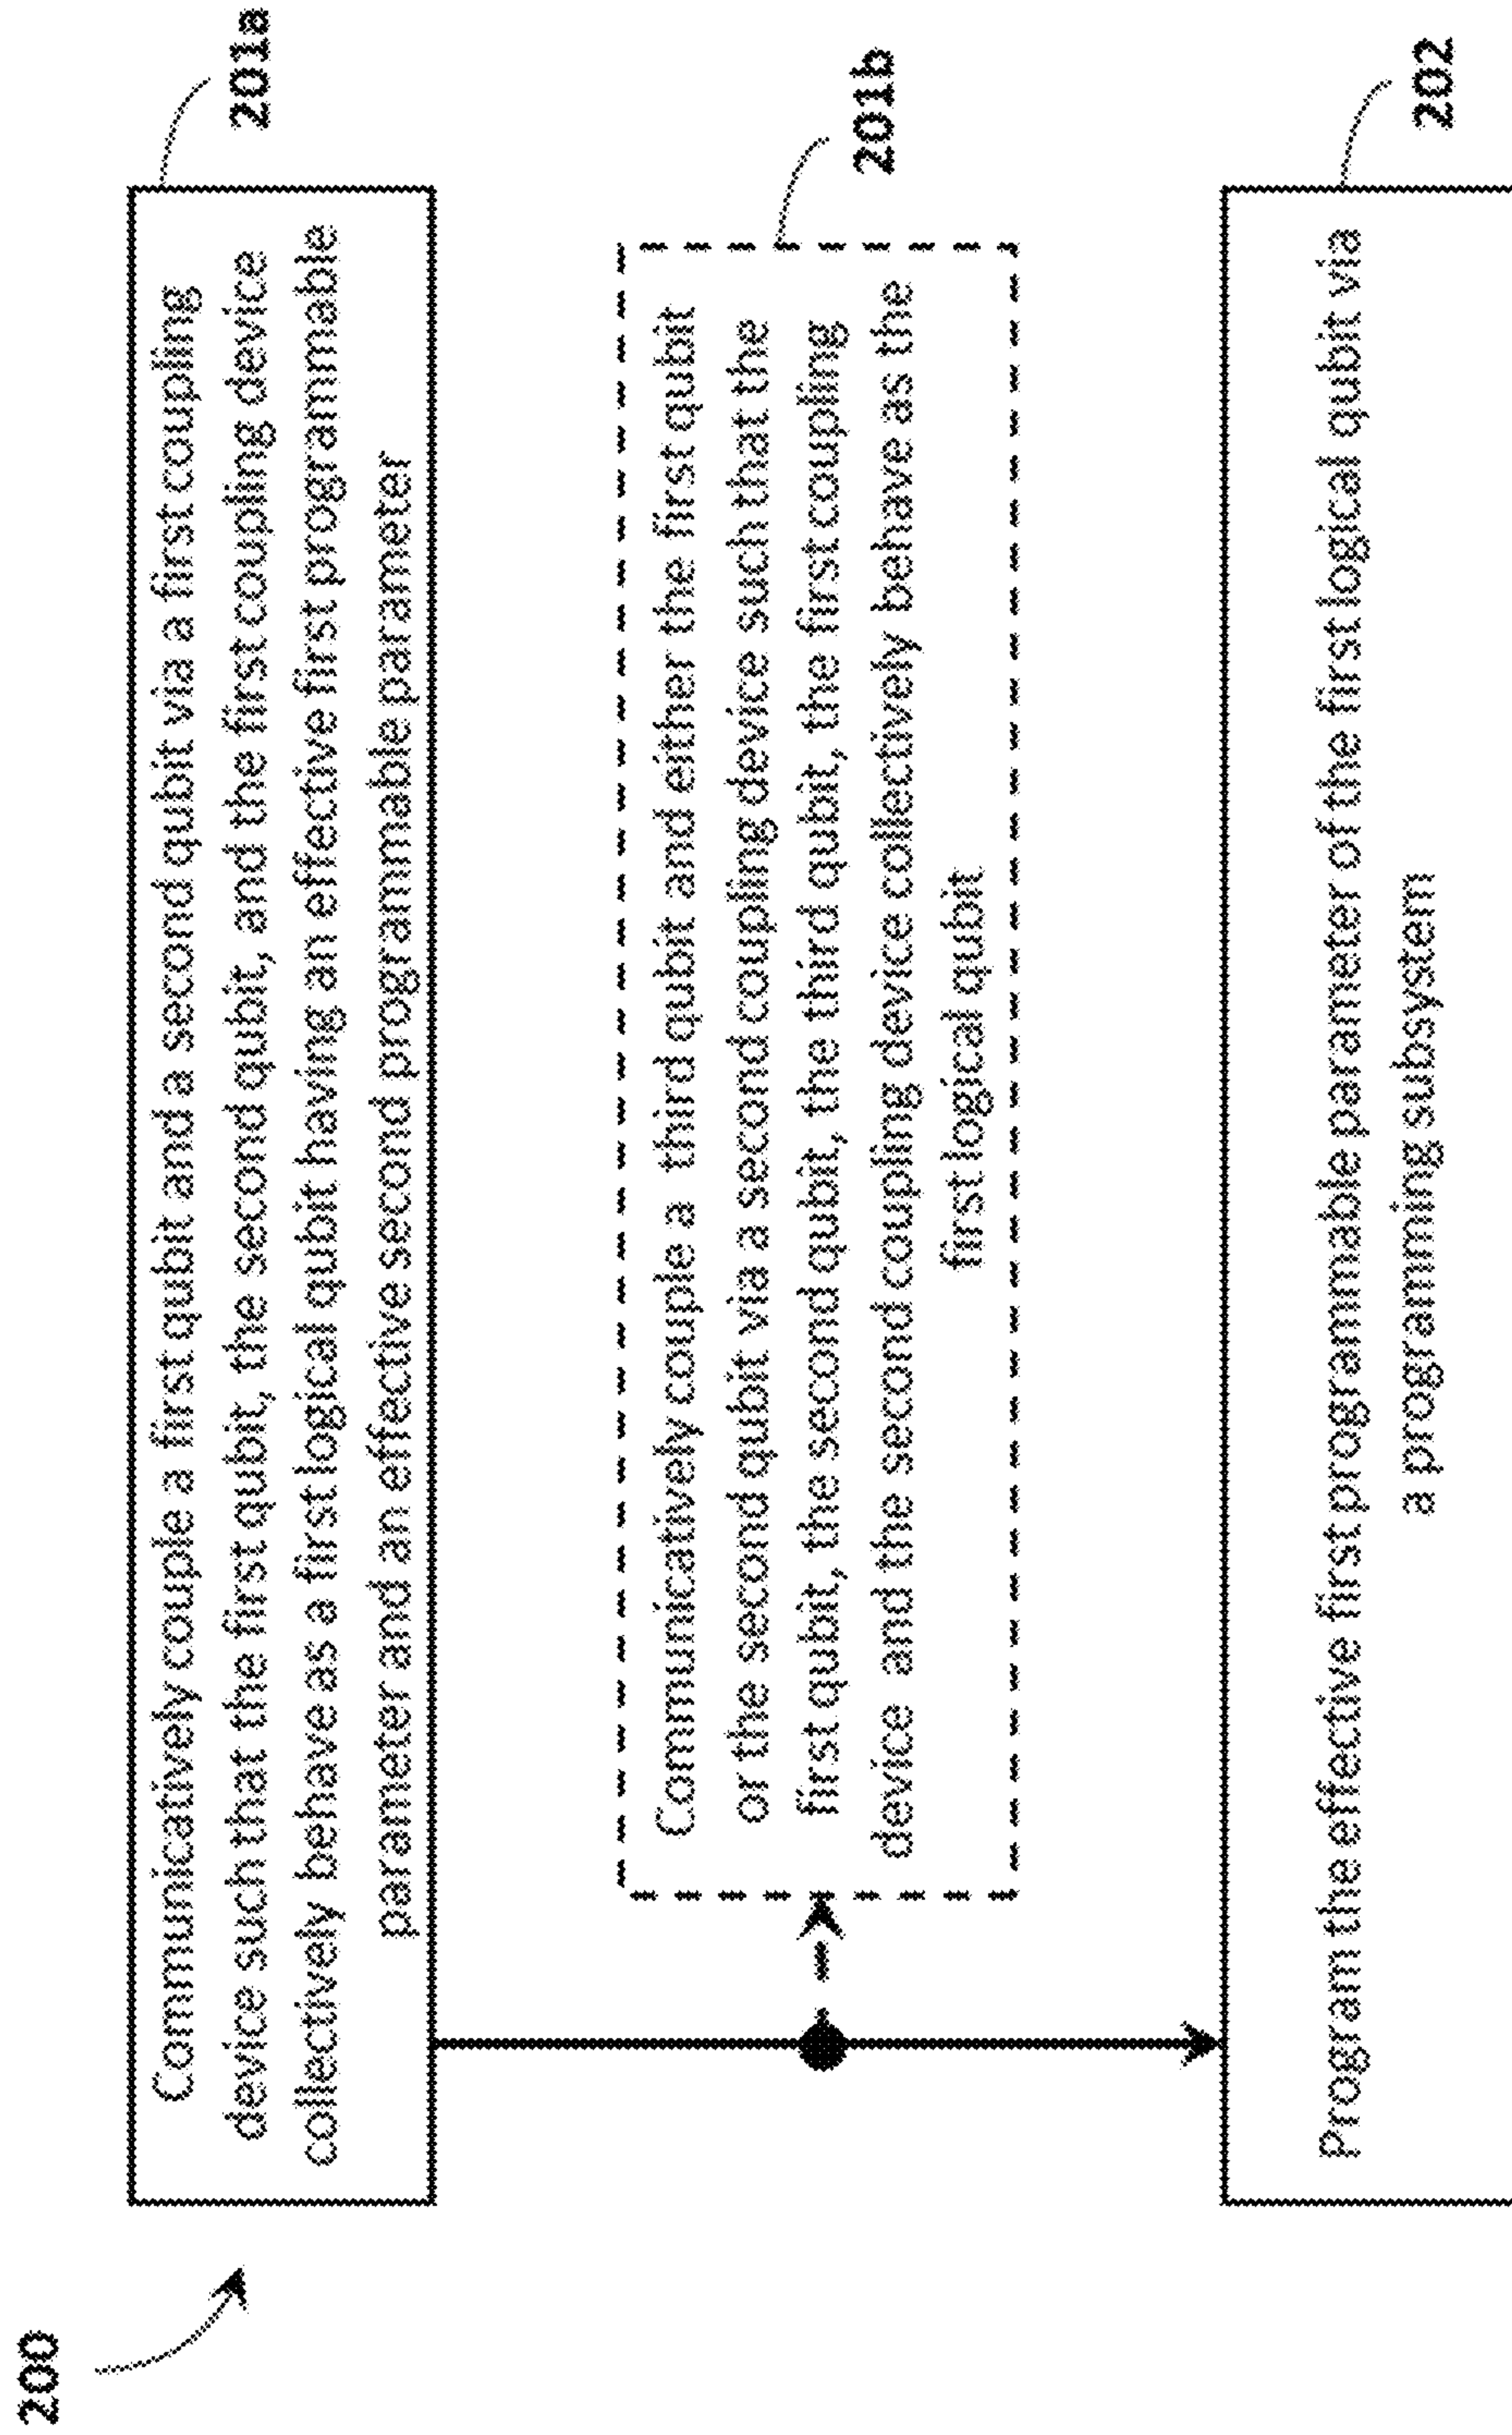 200
201a
Communicatively couple a first qubit and a second qubit via a first coupling
device such that the first qubit, the second qubit, and the first coupling device
collectively behave as a first logical qubit having an effective first programmable
parameter and an effective second programmable parameter
201b
Communicatively couple a third qubit and either the first qubit
or the second qubit via a second coupling device such that the
first qubit, the second qubit, the third qubit, the first coupling
device and the second coupling device collectively behave as the
first logical qubit
202
Program the effective first programmable parameter of the first logical qubit via
a programming subsystem